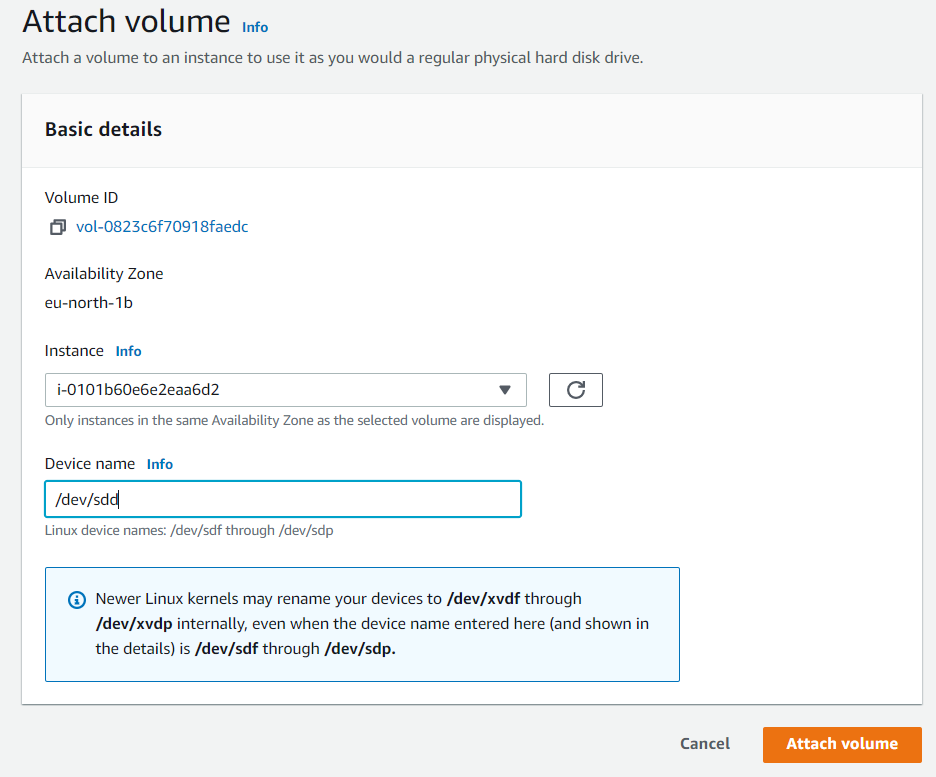 Attach volume Info
Attach a volume to an instance to use it as you would a regular physical hard disk drive.
Basic details
Volume ID
vol-0823c6f70918faedc
Availability Zone
eu-north-1b
Instance Info
i-0101b60e6e2eaa6d2
Only instances in the same Availability Zone as the selected volume are displayed.
Device name Info
/dev/sdd
Linux device names: /dev/sdf through /dev/sdp
Newer Linux kernels may rename your devices to /dev/xvdf through
/dev/xvdp internally, even when the device name entered here (and shown in
the details) is /dev/sdf through /dev/sdp.
Cancel Attach volume